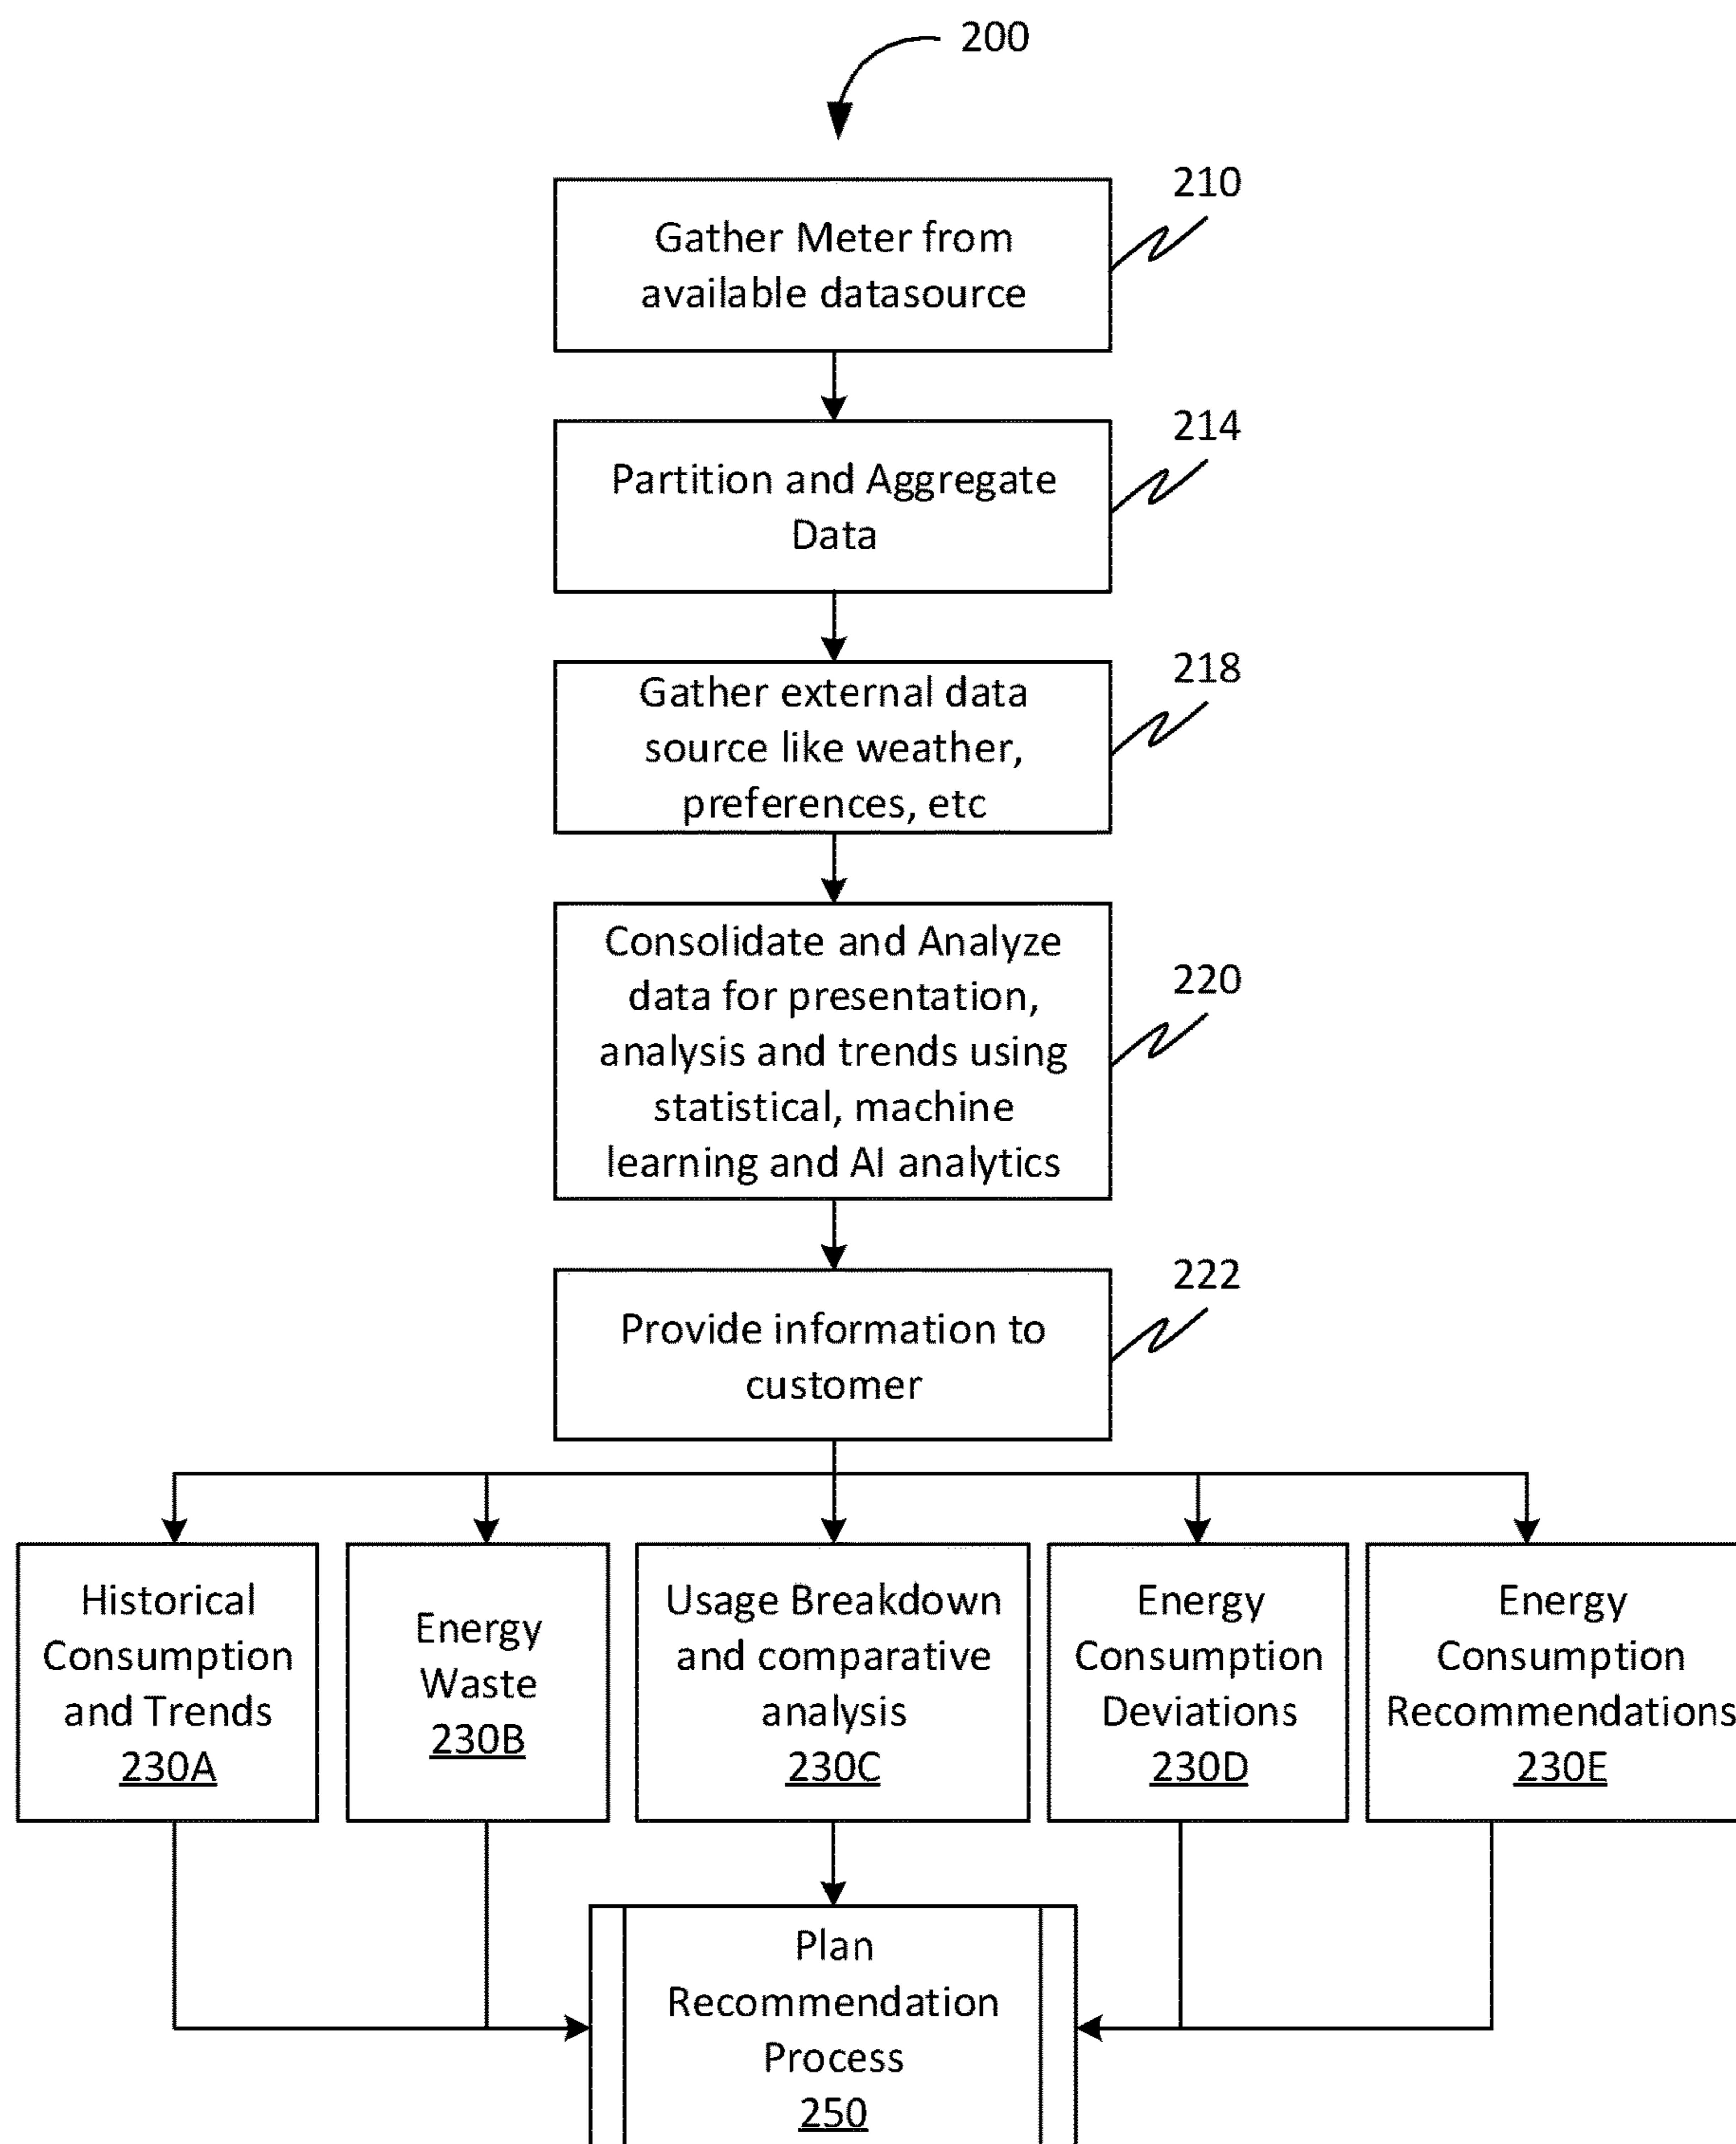 200
210
Gather Meter from
available datasource
214
Partition and Aggregate
Data
218
Gather external data
source like weather,
preferences, etc
220
Consolidate and Analyze
data for presentation,
analysis and trends using
statistical, machine
learning and AI analytics
222
Provide information to
customer
Historical
Consumption
and Trends
230A
Energy
Waste
230B
Usage Breakdown
and comparative
analysis
230C
Energy
Consumption
Deviations
230D
Energy
Consumption
Recommendations
230E
Plan
Recommendation
Process
250